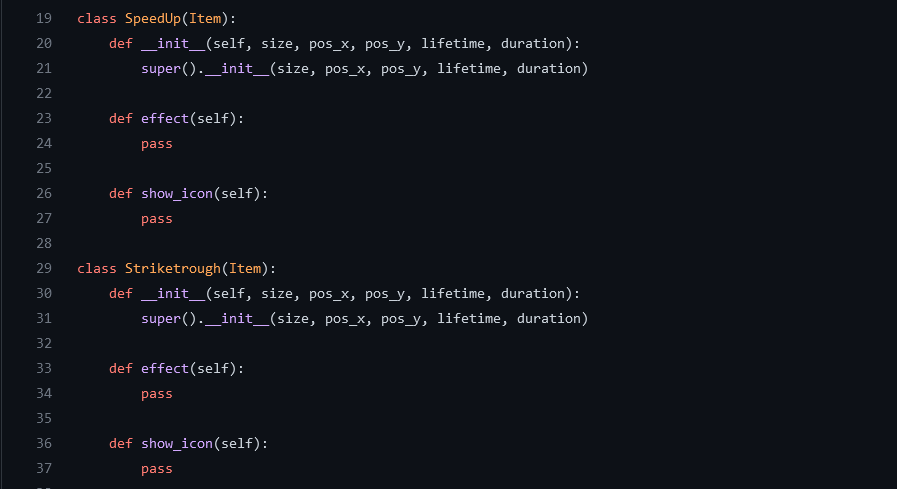 19 class SpeedUp(Item):
20     def __init__(self, size, pos_x, pos_y, lifetime, duration):
21         super().__init__(size, pos_x, pos_y, lifetime, duration)
22
23     def effect(self):
24         pass
25
26     def show_icon(self):
27         pass
28
29 class Striketrough(Item):
30     def __init__(self, size, pos_x, pos_y, lifetime, duration):
31         super().__init__(size, pos_x, pos_y, lifetime, duration)
32
33     def effect(self):
34         pass
35
36     def show_icon(self):
37         pass